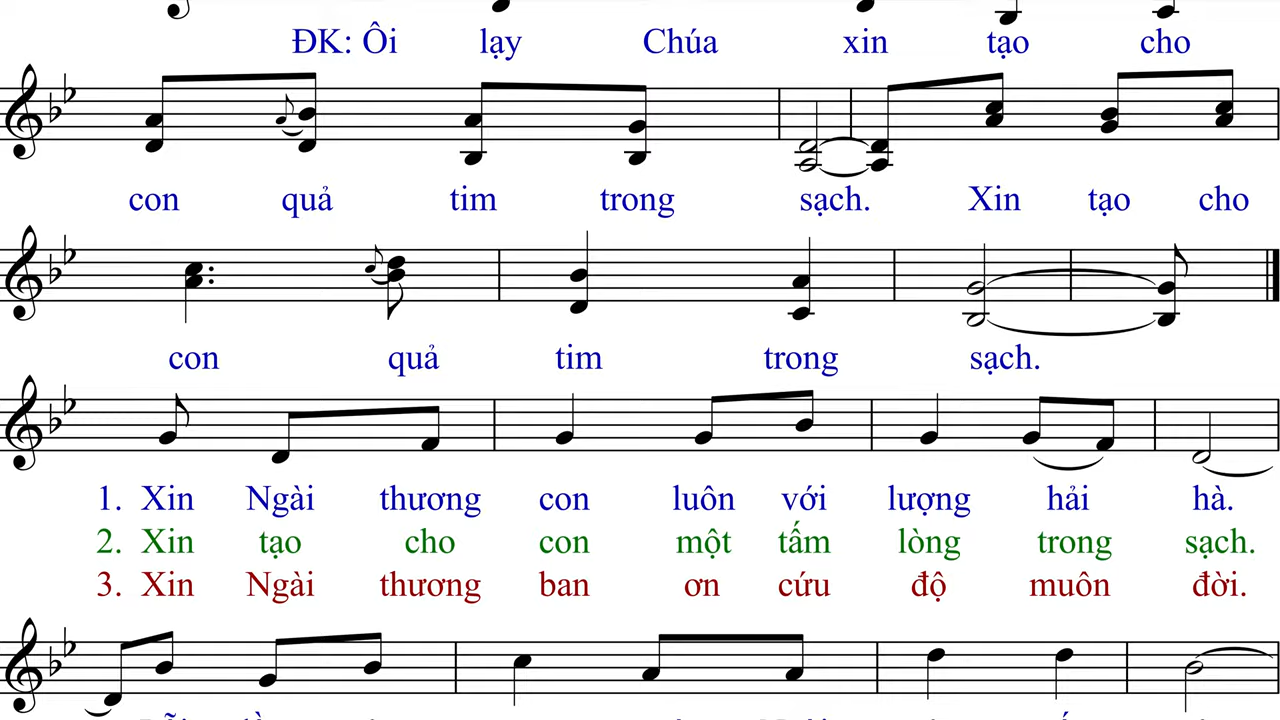 ĐK: Ôi lạy Chúa xin tạo cho
con quả tim trong sạch. Xin tạo cho
con quả tim trong sạch.
1. Xin Ngài thương con luôn với lượng hải hà.
2. Xin tạo cho con một tấm lòng trong sạch.
3. Xin Ngài thương ban ơn cứu độ muôn đời.